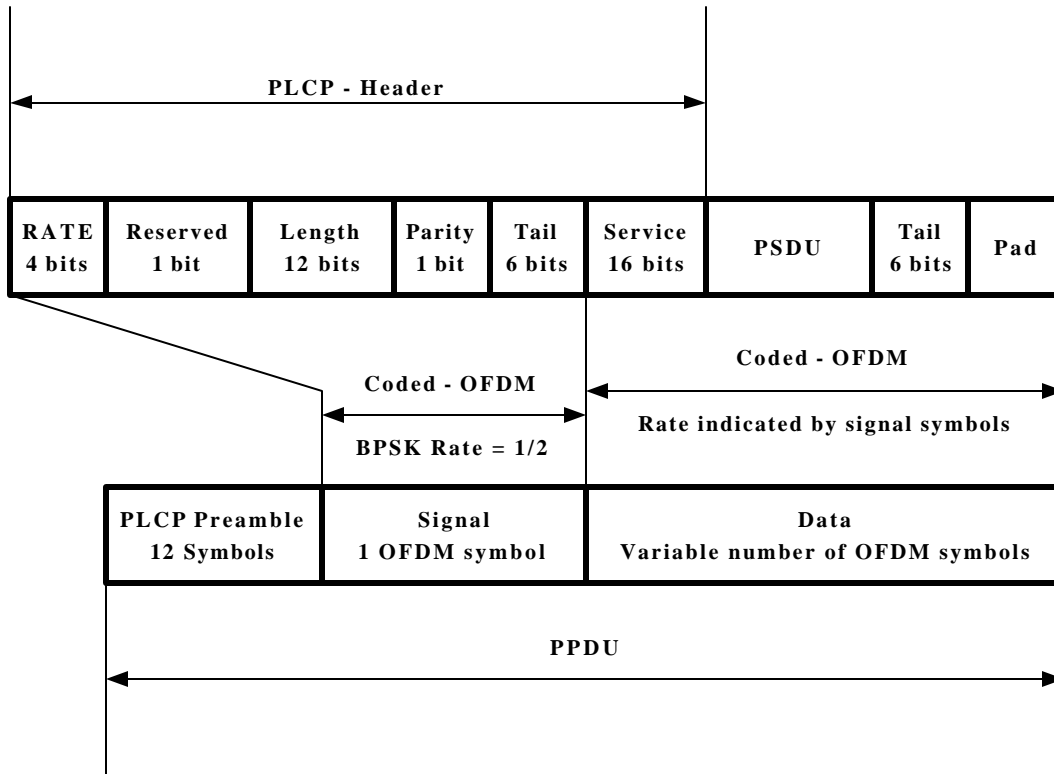 PLCP - Header
RATE Reserved Length Parity Tail Service PSDU Tail Pad
4 bits 1 bit 12 bits 1 bit 6 bits 16 bits 6 bits
Coded - OFDM
Coded - OFDM
Rate indicated by signal symbols
BPSK Rate = 1/2
PLCP Preamble Signal Data
12 Symbols 1 OFDM symbol Variable number of OFDM symbols
PPDU